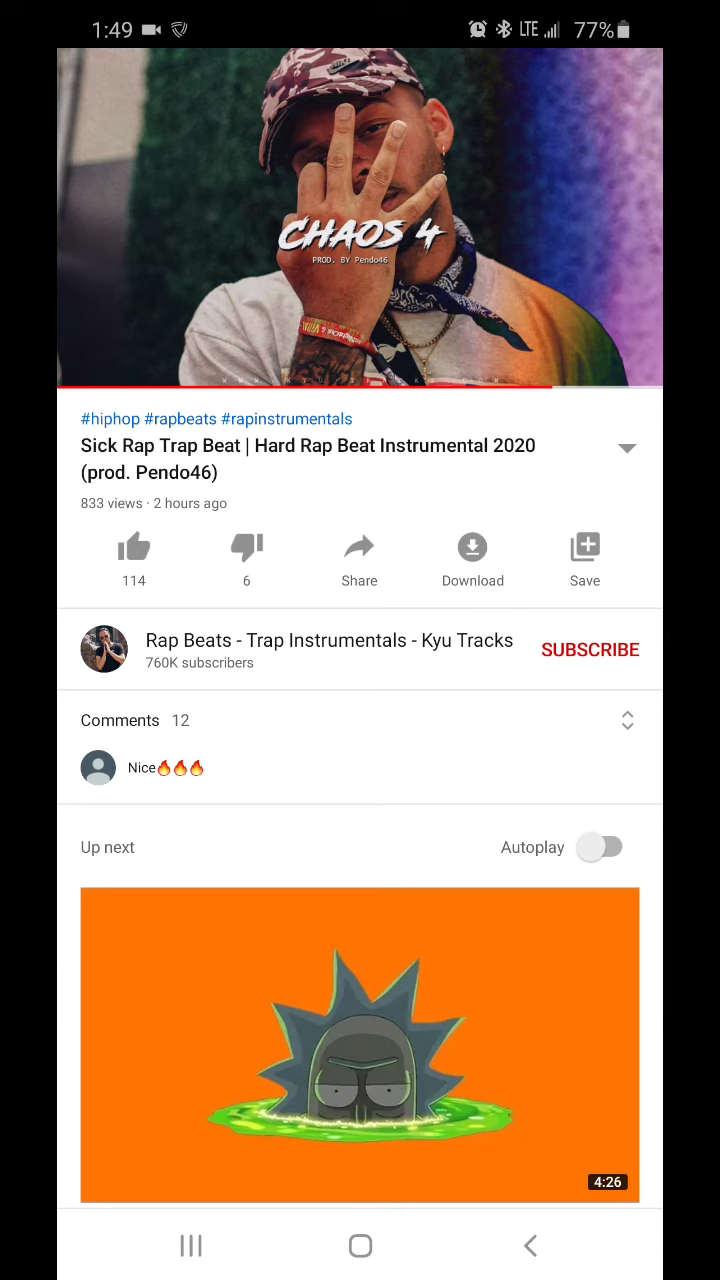 1:49
LTE
77%
CHAOS 4
PROD. BY Pendo46
#hiphop #rapbeats #rapinstrumentals
Sick Rap Trap Beat | Hard Rap Beat Instrumental 2020
(prod. Pendo46)
833 views · 2 hours ago
114
6
Share
Download
Save
Rap Beats - Trap Instrumentals - Kyu Tracks
SUBSCRIBE
760K subscribers
Comments 12
Nice🔥🔥🔥
Up next
Autoplay
4:26